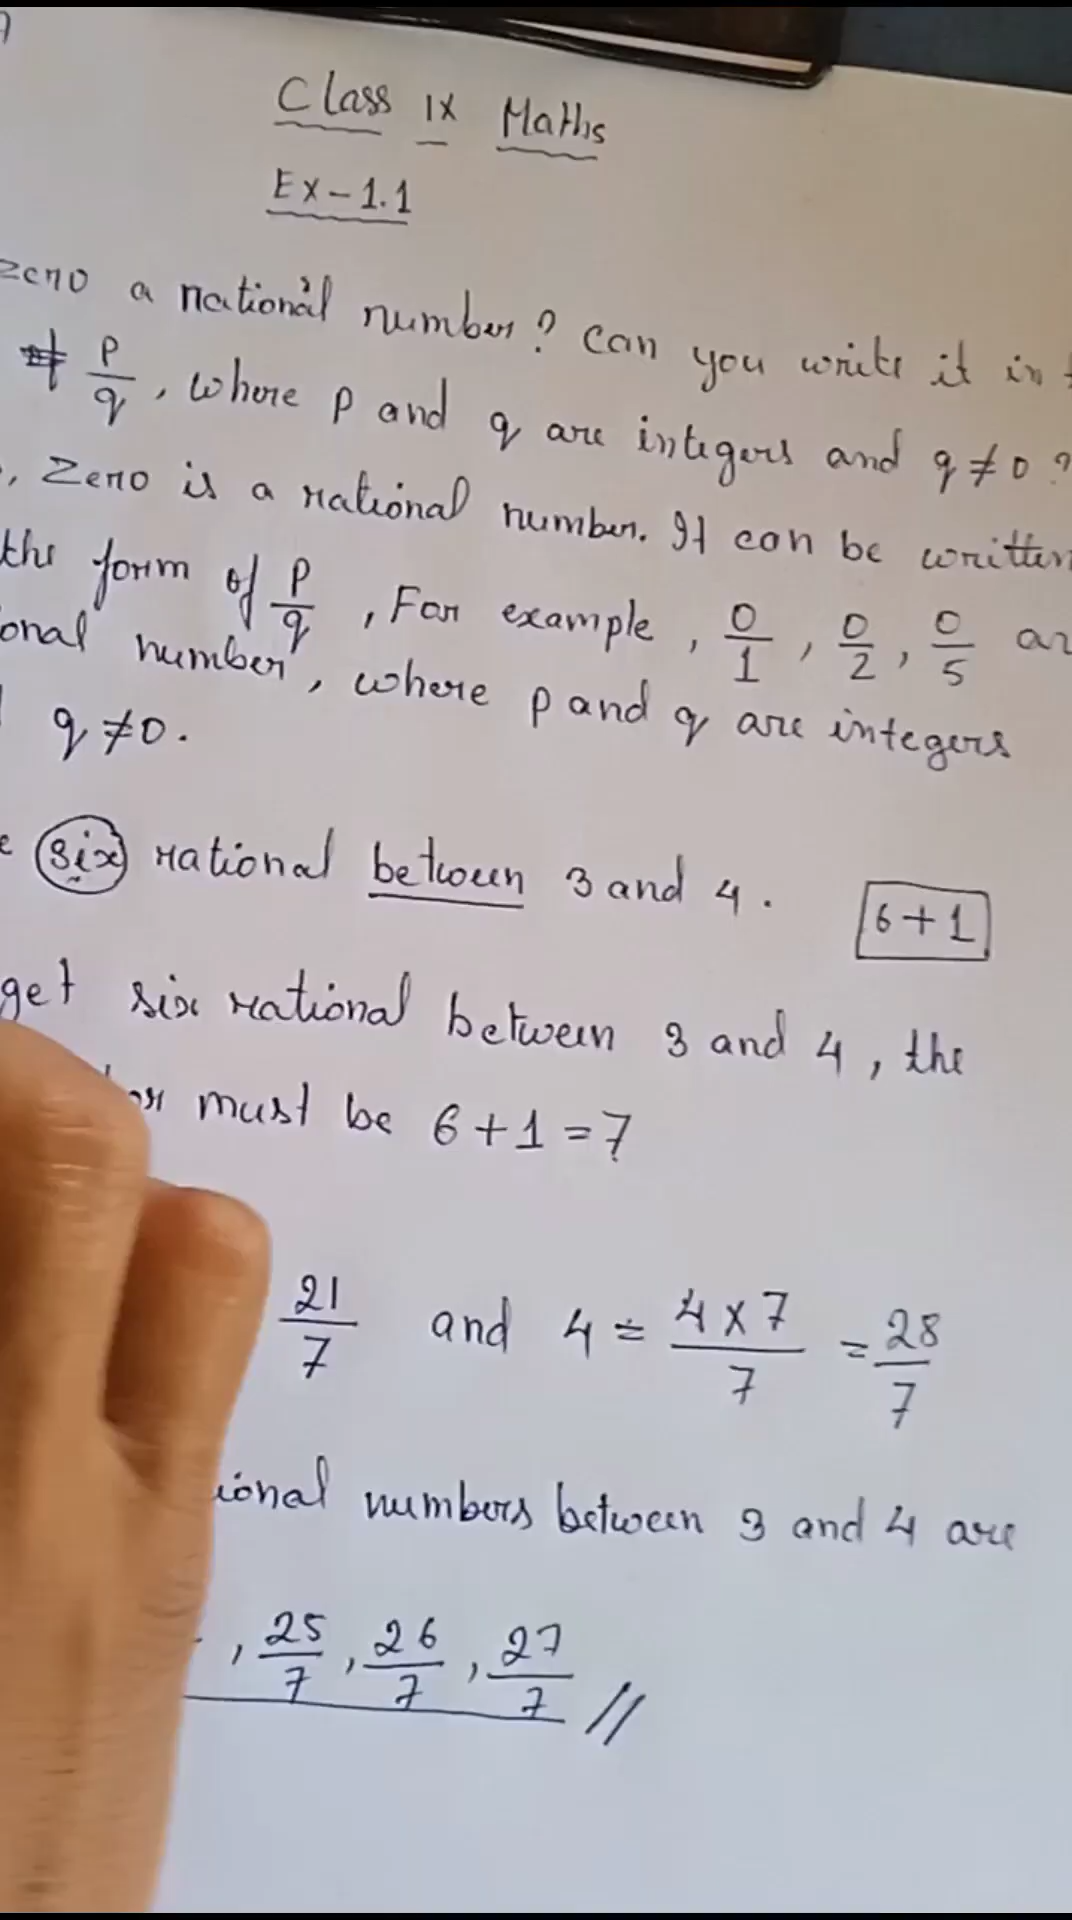 Class IX Maths
Ex-1.1
zero a rational number? Can you write it in
p/q, where p and q are integers and q≠0?
, Zero is a rational number. It can be written
the form of p/q, For example, 0/1, 0/2, 0/5
onal number, where p and q are integers
q≠0.
six rational between 3 and 4. 6+1
get six rational between 3 and 4, the
must be 6+1=7
21/7 and 4 = 4×7/7 = 28/7
ional numbers between 3 and 4 are
, 25/7, 26/7, 27/7 //